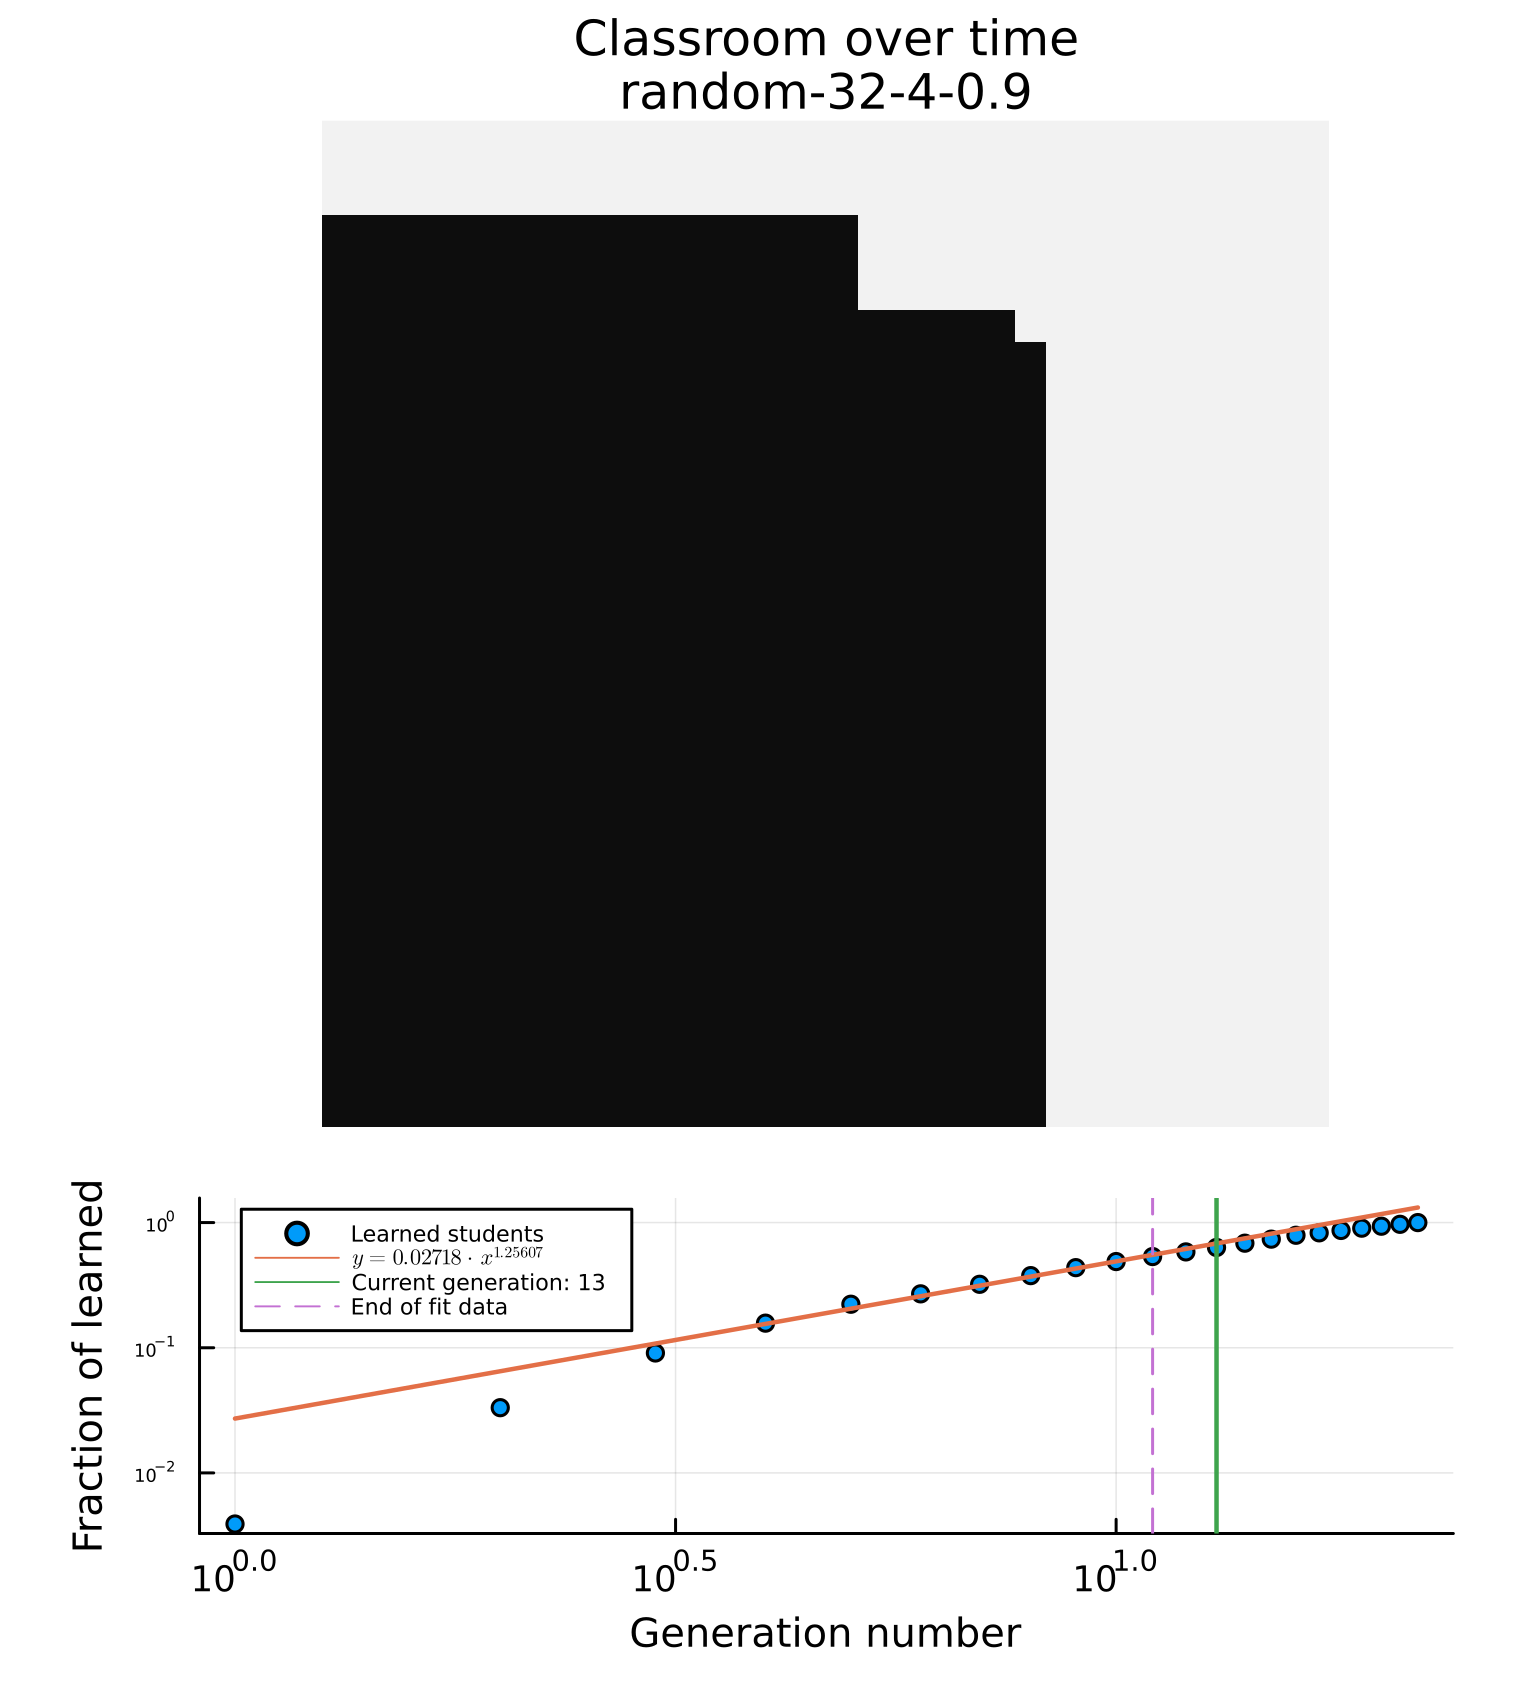 Classroom over time
random-32-4-0.9
Fraction of learned
10^0
10^-1
10^-2
Learned students
y = 0.02718 · x^1.25607
Current generation: 13
End of fit data
10^0.0
10^0.5
10^1.0
Generation number